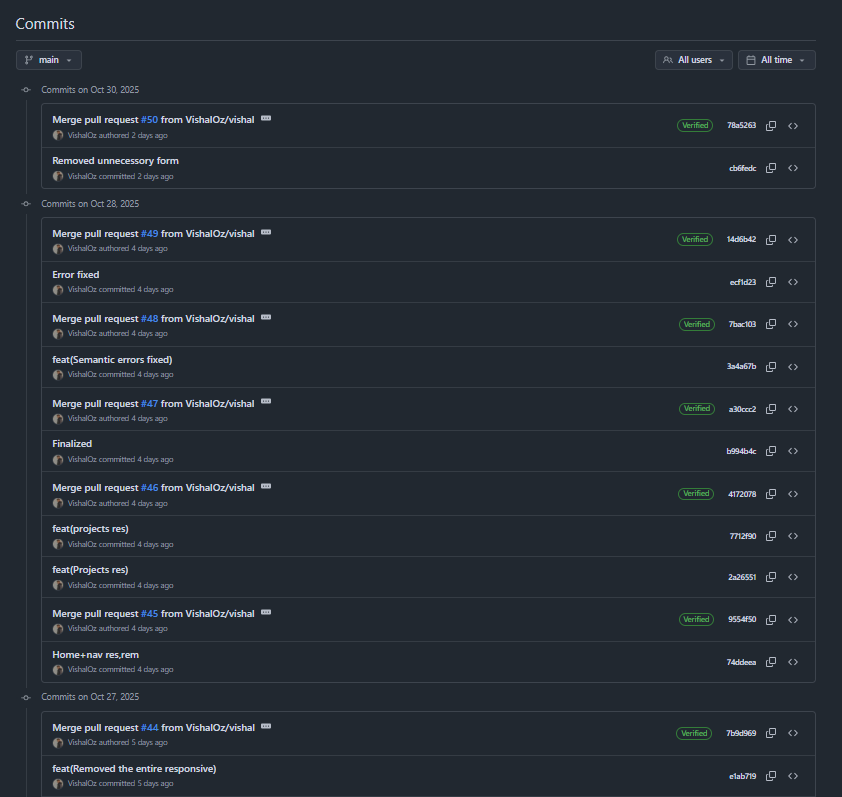 Commits
main
All users
All time
Commits on Oct 30, 2025
Merge pull request #50 from VishalOz/vishal
Verified
78a5263
VishalOz authored 2 days ago
Removed unnecessory form
cb6fedc
VishalOz committed 2 days ago
Commits on Oct 28, 2025
Merge pull request #49 from VishalOz/vishal
Verified
14d6b42
VishalOz authored 4 days ago
Error fixed
ecf1d23
VishalOz committed 4 days ago
Merge pull request #48 from VishalOz/vishal
Verified
7bac103
VishalOz authored 4 days ago
feat(Semantic errors fixed)
3a4a67b
VishalOz committed 4 days ago
Merge pull request #47 from VishalOz/vishal
Verified
a30ccc2
VishalOz authored 4 days ago
Finalized
b994b4c
VishalOz committed 4 days ago
Merge pull request #46 from VishalOz/vishal
Verified
4172078
VishalOz authored 4 days ago
feat(projects res)
7712f90
VishalOz committed 4 days ago
feat(Projects res)
2a26551
VishalOz committed 4 days ago
Merge pull request #45 from VishalOz/vishal
Verified
9554f50
VishalOz authored 4 days ago
Home+nav res,rem
74ddeea
VishalOz committed 4 days ago
Commits on Oct 27, 2025
Merge pull request #44 from VishalOz/vishal
Verified
7b9d969
VishalOz authored 5 days ago
feat(Removed the entire responsive)
e1ab719
VishalOz committed 5 days ago